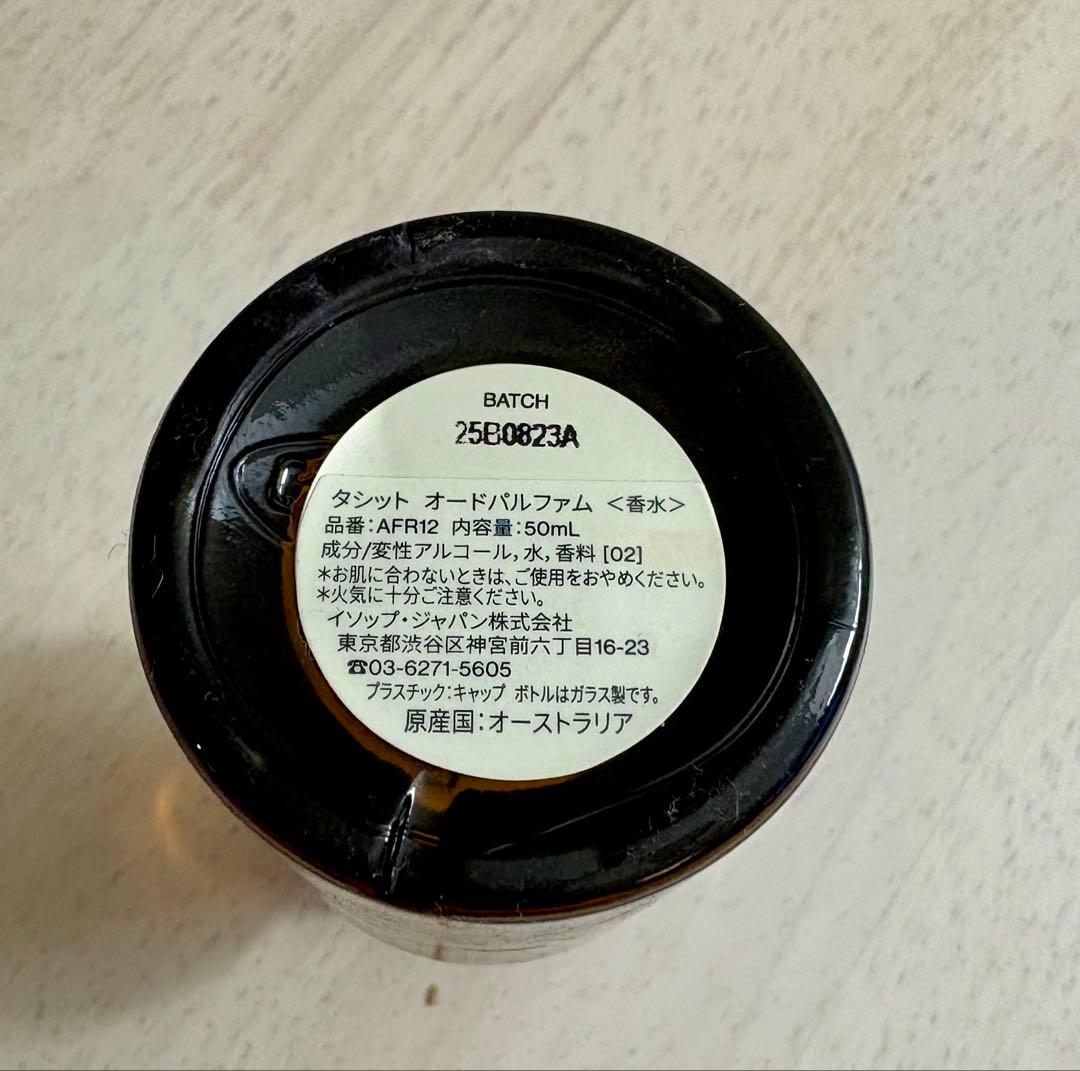 BATCH
25B0823A
タシット オードパルファム <香水>
品番:AFR12 内容量:50mL
成分/変性アルコール,水,香料 [02]
*お肌に合わないときは、ご使用をおやめください。
*火気に十分ご注意ください。
イソップ・ジャパン株式会社
東京都渋谷区神宮前六丁目16-23
☎03-6271-5605
プラスチック:キャップ ボトルはガラス製です。
原産国:オーストラリア